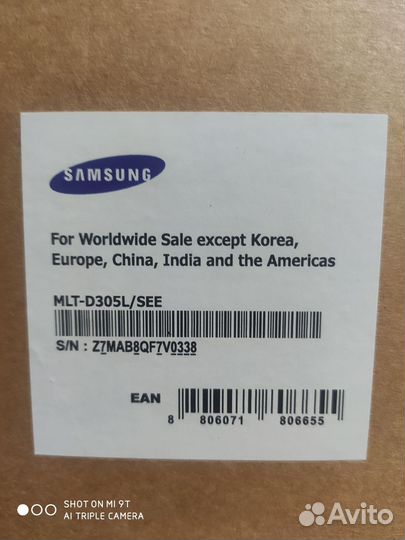 SAMSUNG
For Worldwide Sale except Korea,
Europe, China, India and the Americas
MLT-D305L/SEE
S/N : Z7MAB8QF7V0338
EAN
8 806071 806655
SHOT ON MI 9T
AI TRIPLE CAMERA
Avito